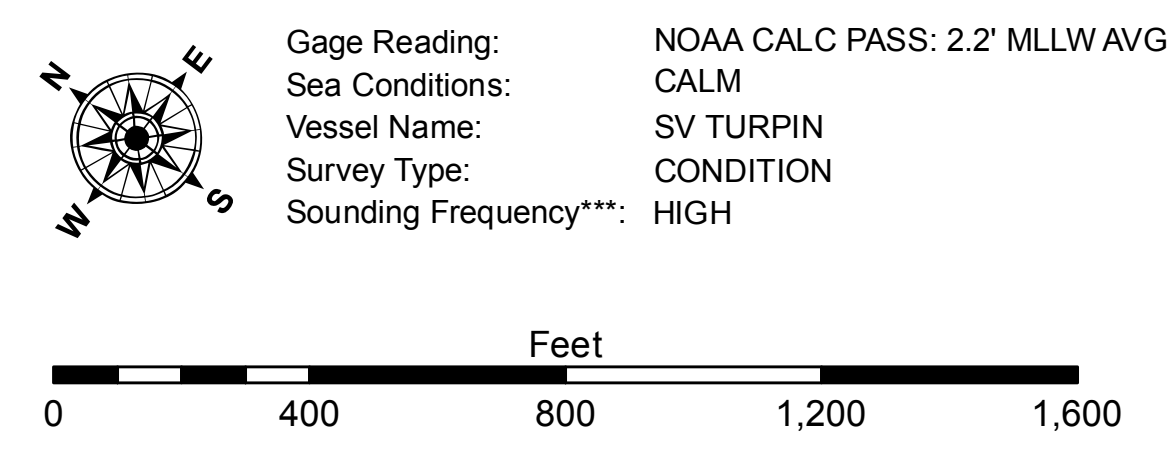 N E
W S
Gage Reading: NOAA CALC PASS: 2.2' MLLW AVG
Sea Conditions: CALM
Vessel Name: SV TURPIN
Survey Type: CONDITION
Sounding Frequency***: HIGH
Feet
0 400 800 1,200 1,600